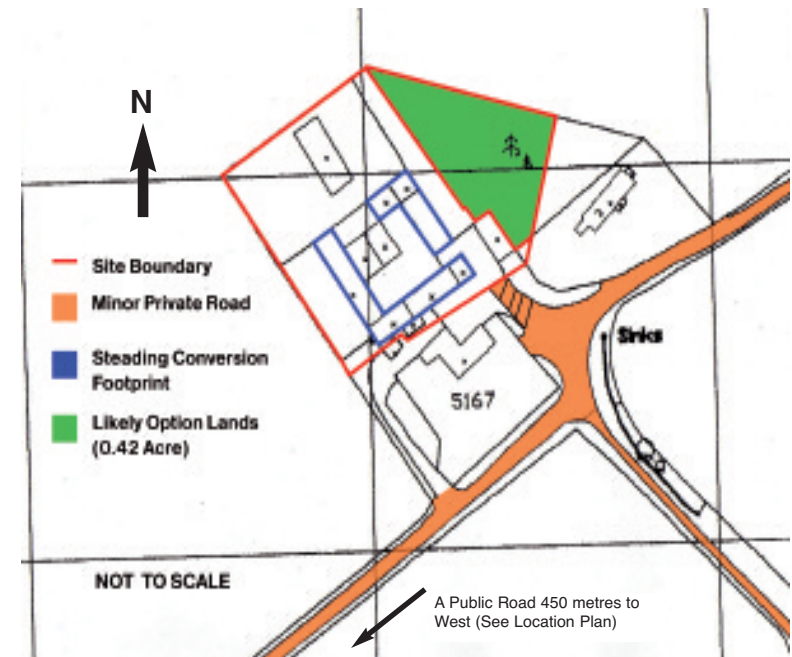 N
Site Boundary
Minor Private Road
Steading Conversion
Footprint
Likely Option Lands
(0.42 Acre)
Sinks
5167
NOT TO SCALE
A Public Road 450 metres to
West (See Location Plan)